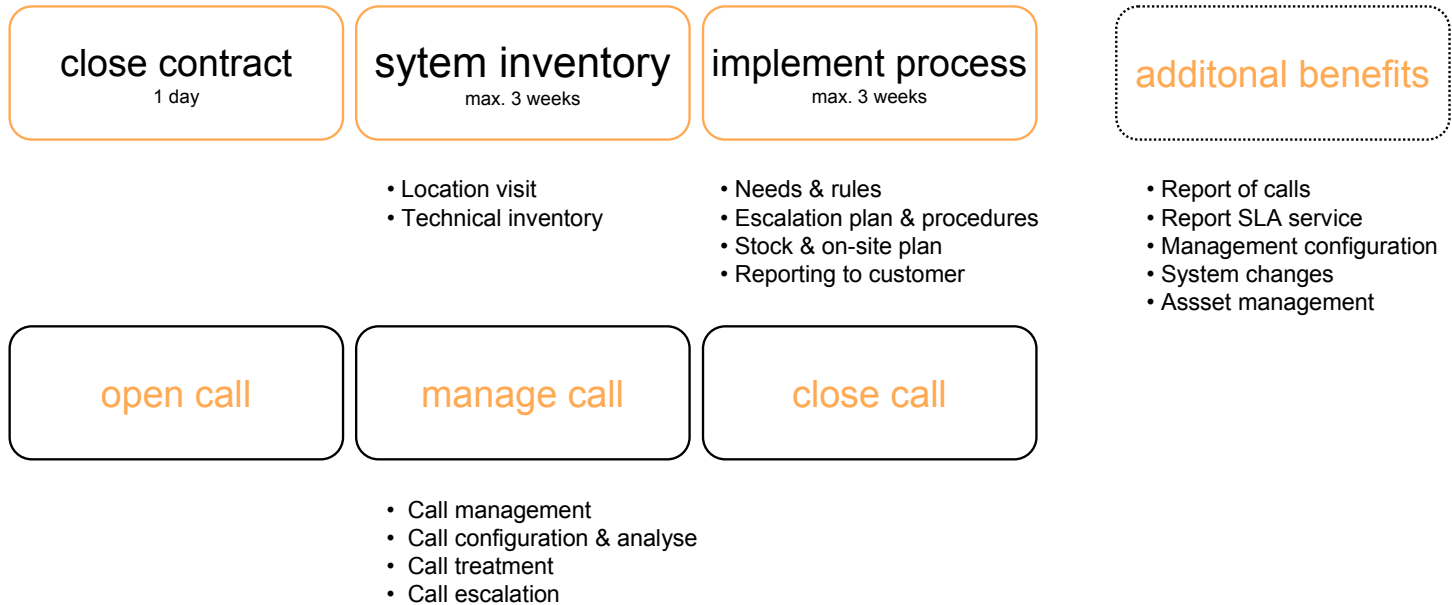 close contract
1 day
sytem inventory
max. 3 weeks
• Location visit
• Technical inventory
implement process
max. 3 weeks
• Needs & rules
• Escalation plan & procedures
• Stock & on-site plan
• Reporting to customer
additonal benefits
• Report of calls
• Report SLA service
• Management configuration
• System changes
• Assset management
open call
manage call
• Call management
• Call configuration & analyse
• Call treatment
• Call escalation
close call